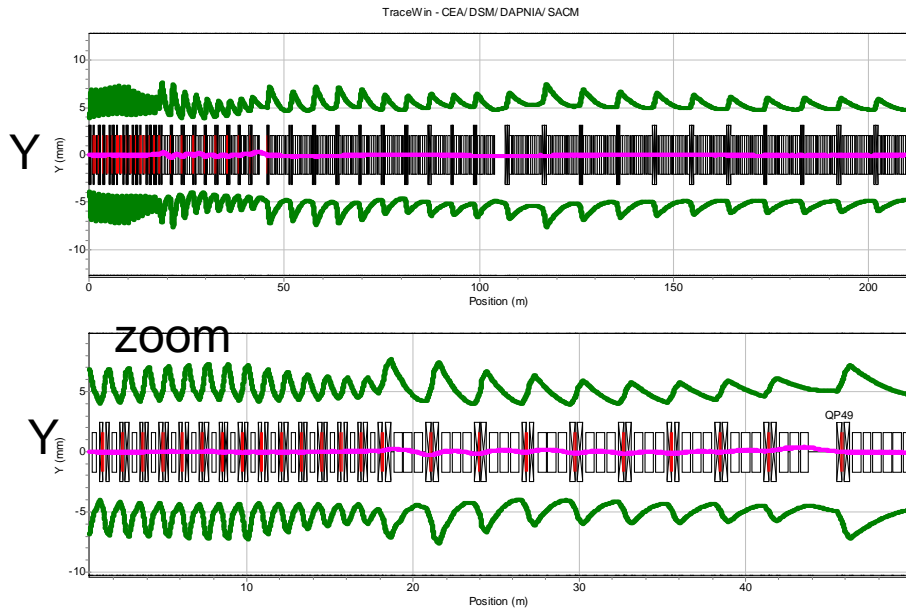 TraceWin - CEA/ DSM/ DAPNIA/ SACM
10
5
0
-5
-10
Y
Y (mm)
0
50
100
150
200
Position (m)
zoom
5
0
-5
-10
Y
Y (mm)
QP49
10
20
30
40
Position (m)